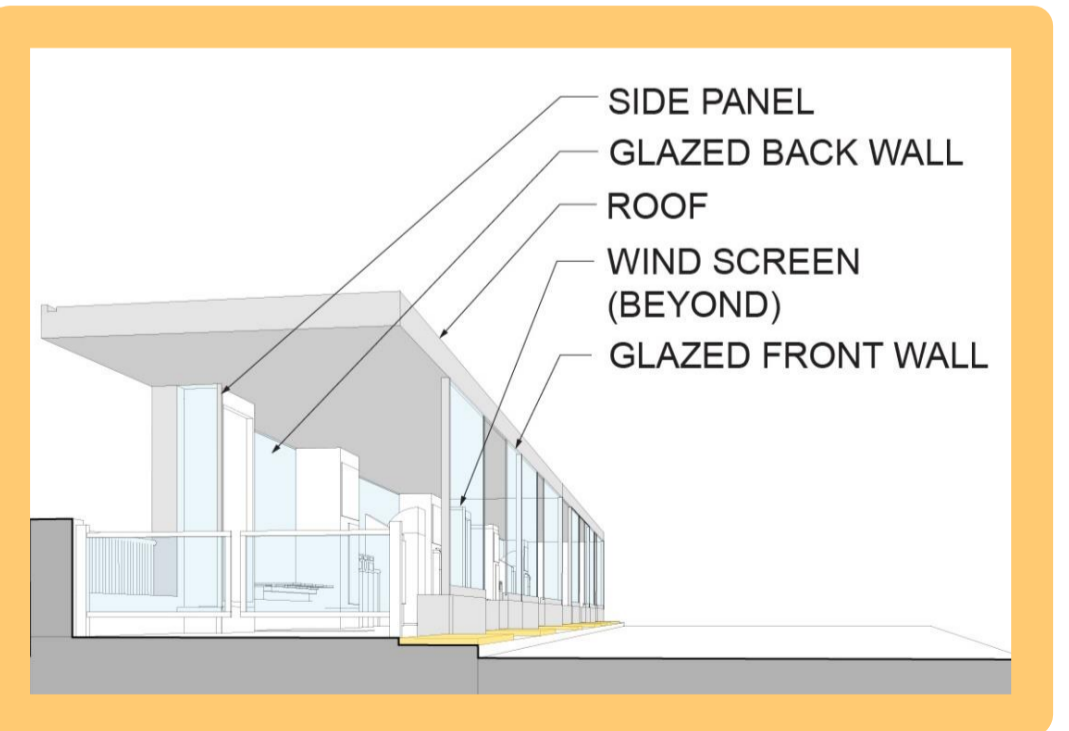 SIDE PANEL
GLAZED BACK WALL
ROOF
WIND SCREEN
(BEYOND)
GLAZED FRONT WALL